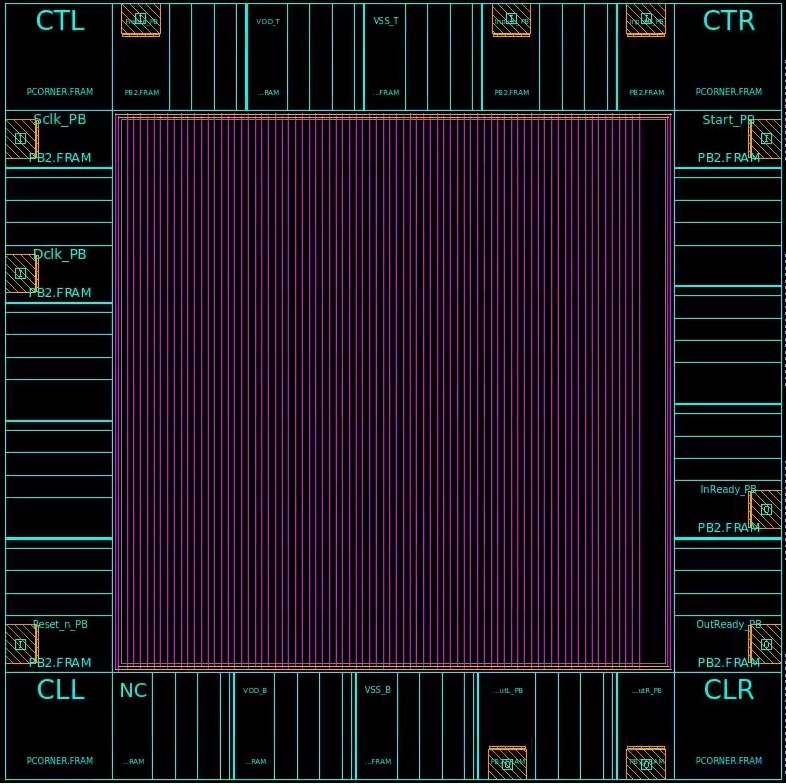 CTL
CTR
VDD_T
VSS_T
PCORNER.FRAM
PB2.FRAM
...RAM
...FRAM
PB2.FRAM
PB2.FRAM
PCORNER.FRAM
Sclk_PB
I
PB2.FRAM
Start_PB
I
PB2.FRAM
Dclk_PB
I
PB2.FRAM
InReady_PB
O
PB2.FRAM
Reset_n_PB
I
PB2.FRAM
OutReady_PB
O
PB2.FRAM
CLL
NC
VDD_B
VSS_B
...utL_PB
...utR_PB
CLR
PCORNER.FRAM
...RAM
...RAM
...FRAM
O
O
PCORNER.FRAM